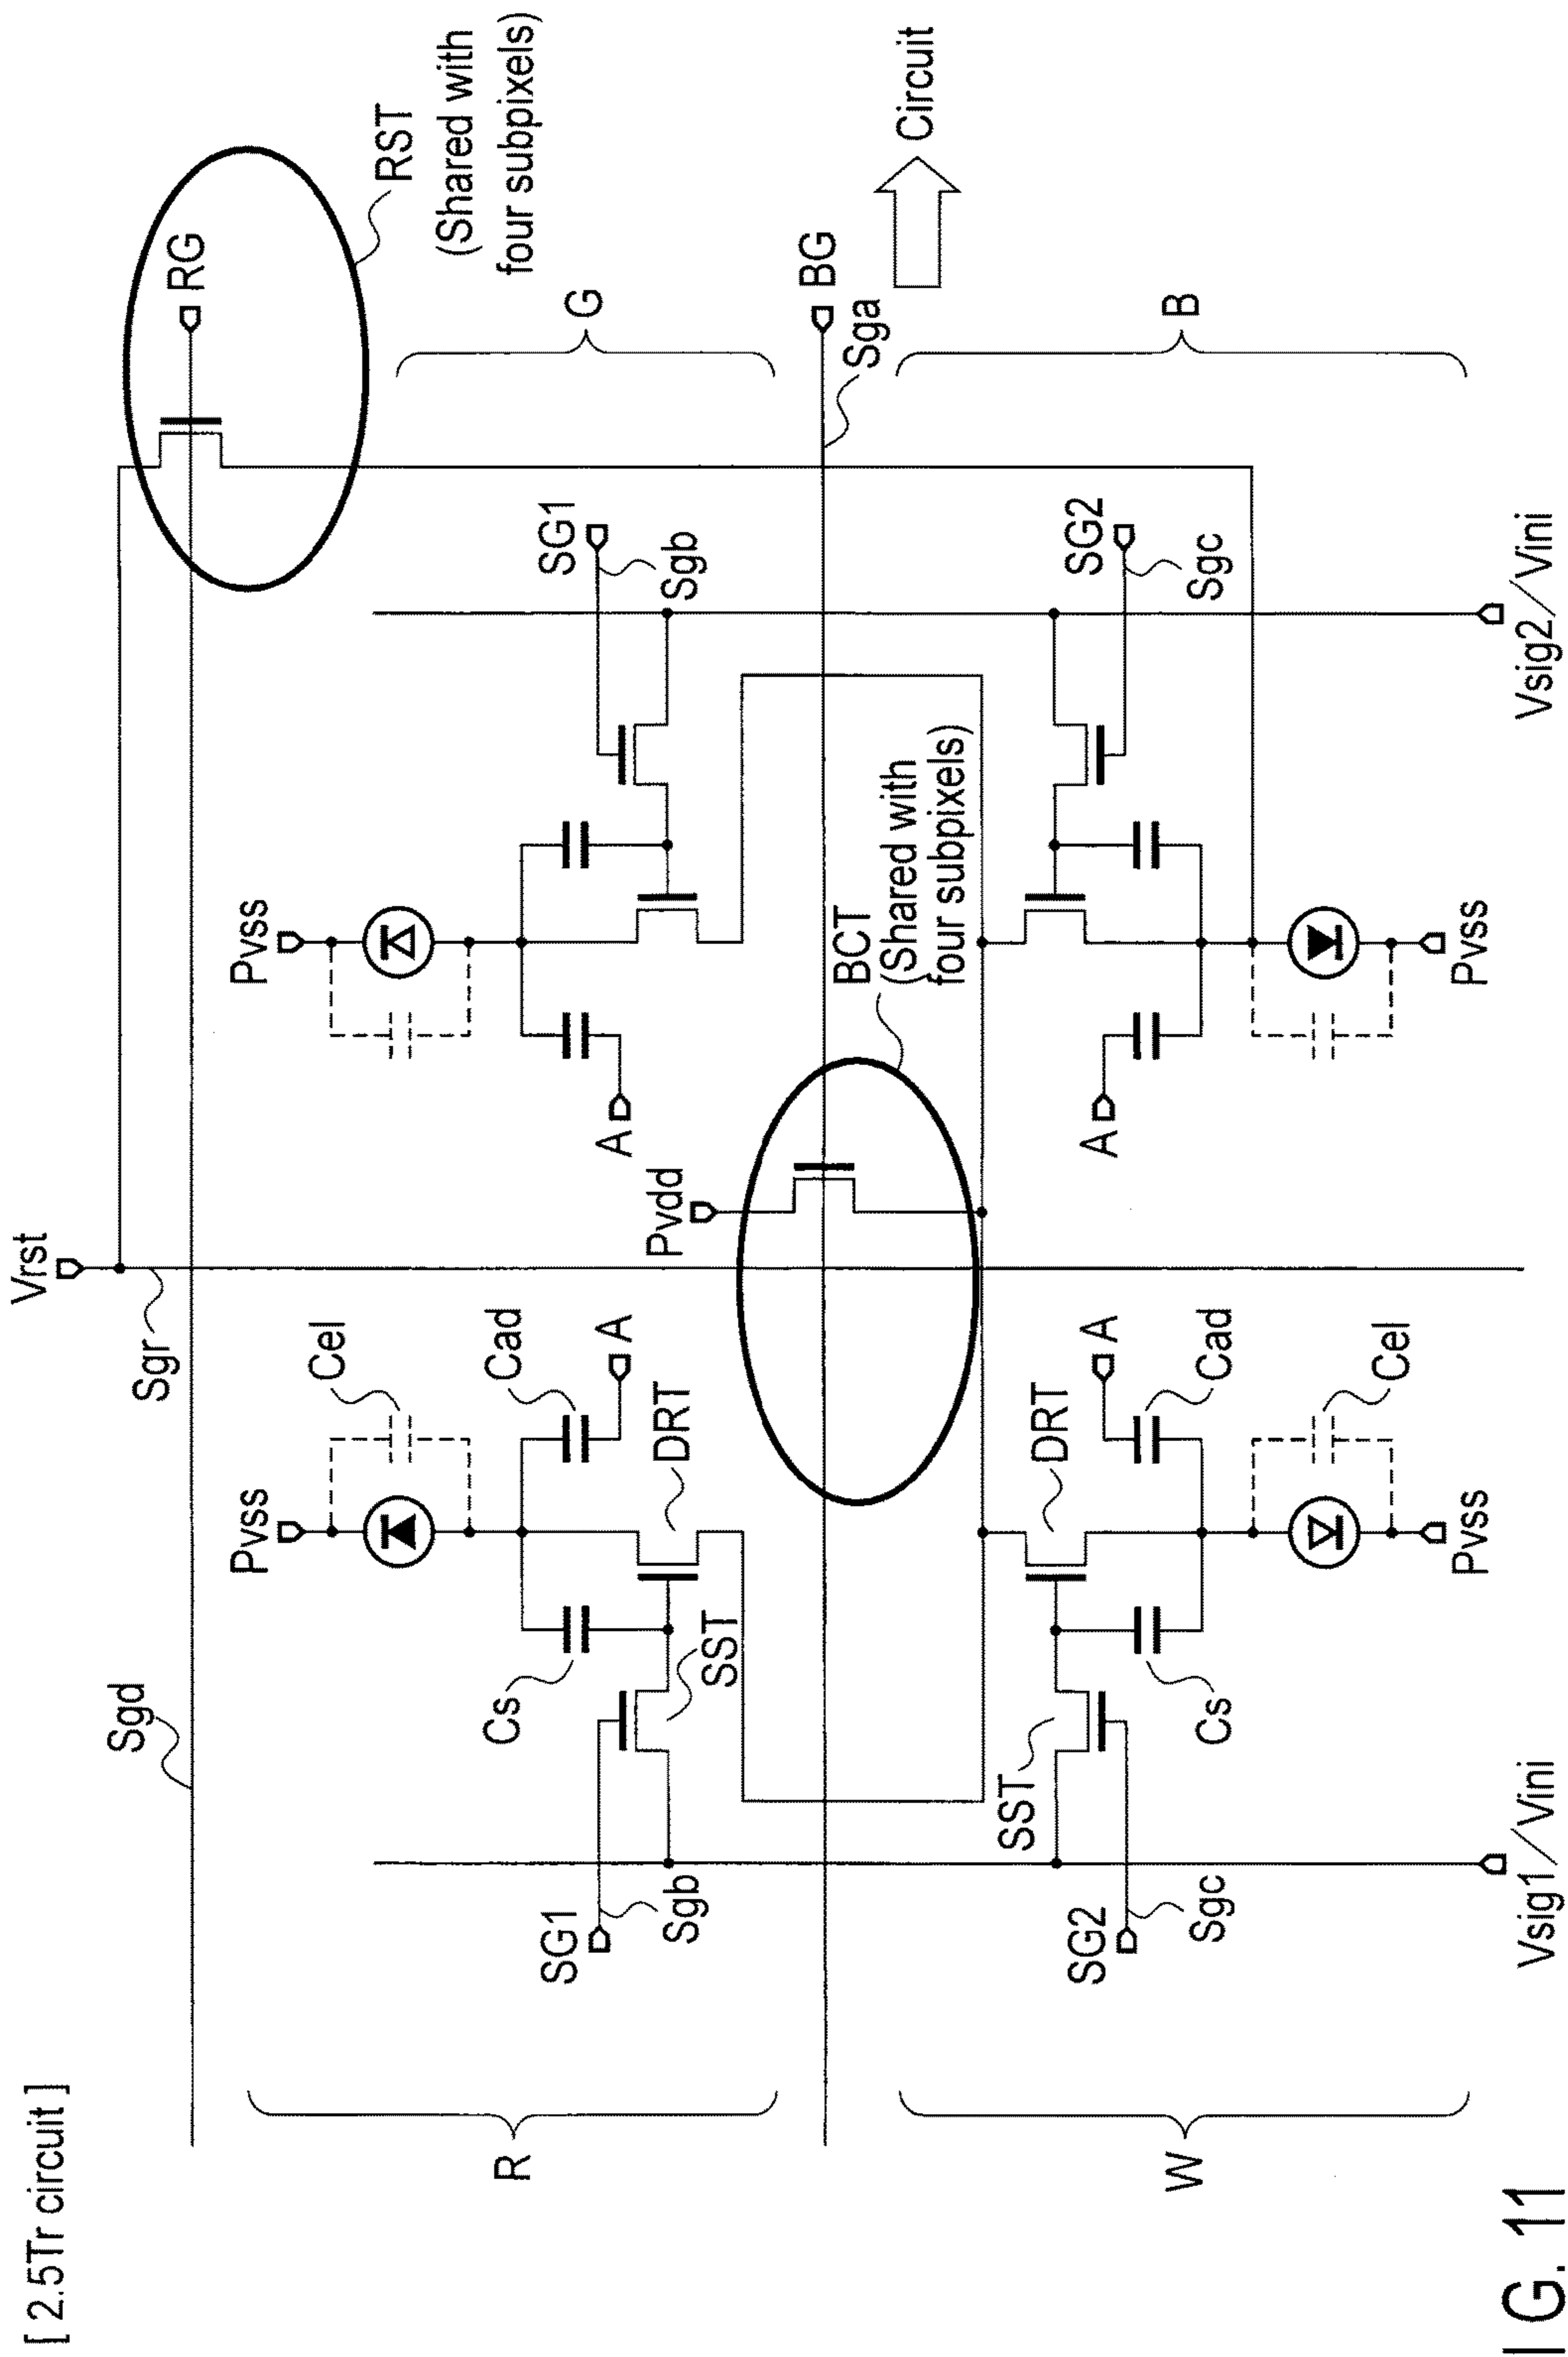 [ 2.5Tr circuit ]
Vrst
Sgr
Sgd
RG
RST
(Shared with
four subpixels)
R
Pvss
Cel
Cad
A
Cs
DRT
SST
SG1
Sgb
G
Pvss
A
SG1
Sgb
Pvdd
BCT
(Shared with
four subpixels)
BG
Sga
Circuit
W
SST
DRT
A
Cad
Cel
Cs
SG2
Sgc
Pvss
B
A
SG2
Sgc
Pvss
Vsig1/Vini
Vsig2/Vini
I G. 11